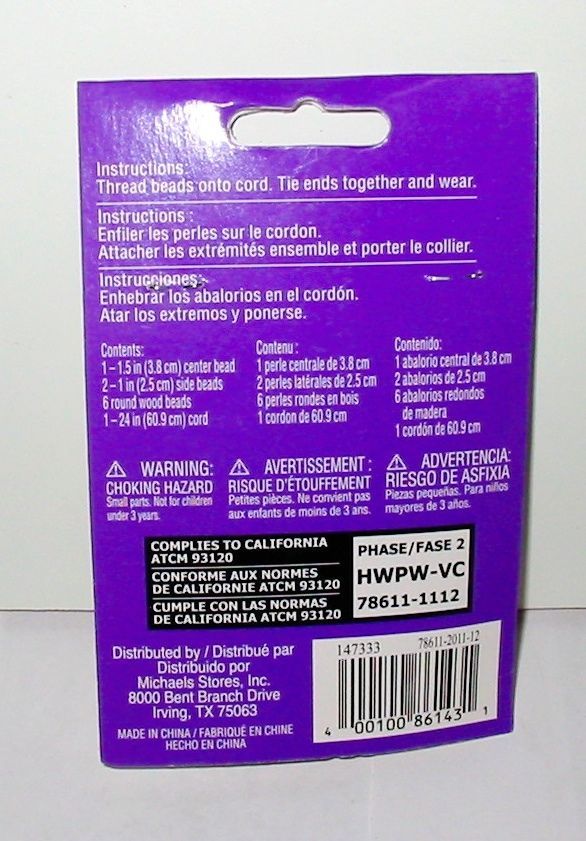 Instructions:
Thread beads onto cord. Tie ends together and wear.
Instructions :
Enfiler les perles sur le cordon.
Attacher les extrémités ensemble et porter le collier.
Instrucciones:
Enhebrar los abalorios en el cordón.
Atar los extremos y ponerse.
Contents:
1 – 1.5 in (3.8 cm) center bead
2 – 1 in (2.5 cm) side beads
6 round wood beads
1 – 24 in (60.9 cm) cord
Contenu :
1 perle centrale de 3.8 cm
2 perles latérales de 2.5 cm
6 perles rondes en bois
1 cordon de 60.9 cm
Contenido:
1 abalorio central de 3.8 cm
2 abalorios de 2.5 cm
6 abalorios redondos
de madera
1 cordón de 60.9 cm
WARNING:
CHOKING HAZARD
Small parts. Not for children
under 3 years.
AVERTISSEMENT :
RISQUE D'ÉTOUFFEMENT
Petites pièces. Ne convient pas
aux enfants de moins de 3 ans.
ADVERTENCIA:
RIESGO DE ASFIXIA
Piezas pequeñas. Para niños
mayores de 3 años.
COMPLIES TO CALIFORNIA
ATCM 93120
CONFORME AUX NORMES
DE CALIFORNIE ATCM 93120
CUMPLE CON LAS NORMAS
DE CALIFORNIA ATCM 93120
PHASE/FASE 2
HWPW-VC
78611-1112
Distributed by / Distribué par
Distribuido por
Michaels Stores, Inc.
8000 Bent Branch Drive
Irving, TX 75063
MADE IN CHINA / FABRIQUÉ EN CHINE
HECHO EN CHINA
147333 78611-2011-12
4 00100 86143 1